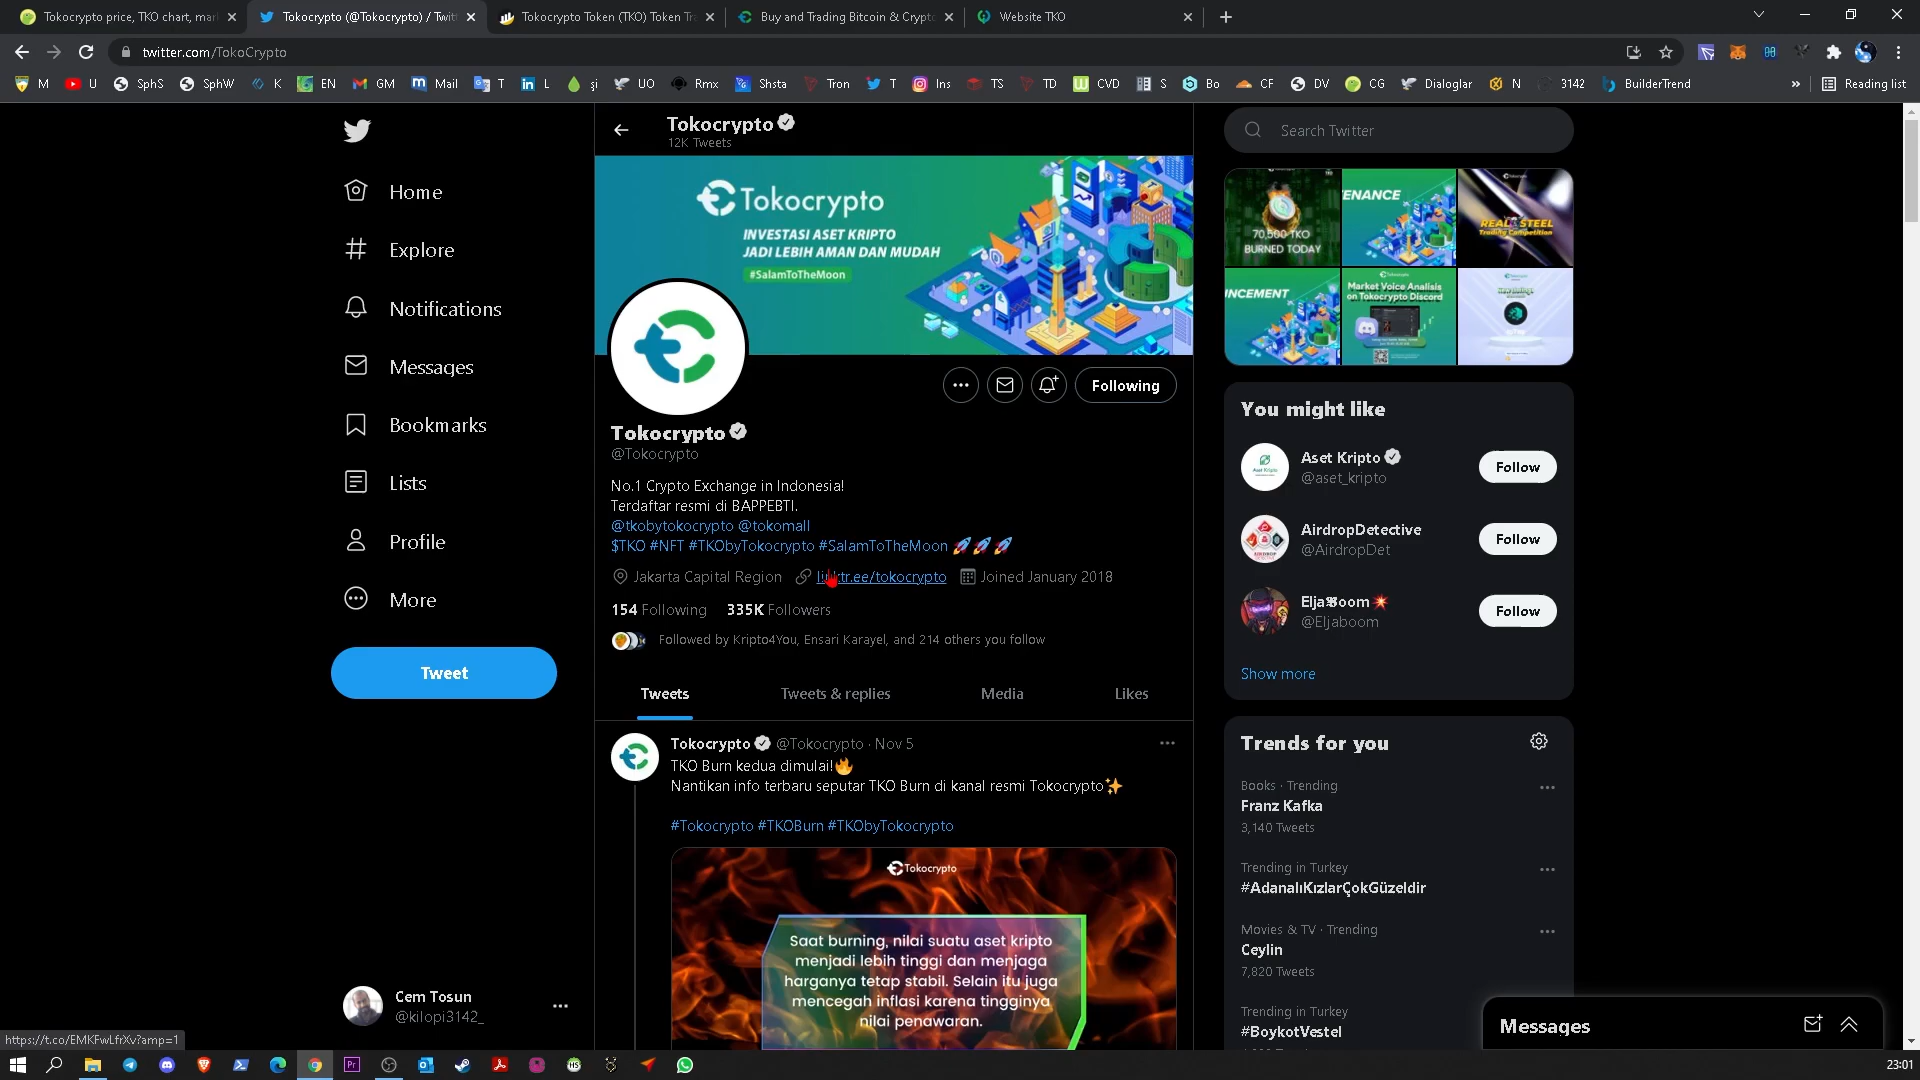 Tokocrypto price, TKO chart, mar
Tokocrypto (@Tokocrypto) / Twit
Tokocrypto Token (TKO) Token Tr
Buy and Trading Bitcoin & Crypt
Website TKO
twitter.com/TokoCrypto
M
U
SphS
SphW
K
EN
GM
Mail
T
L
şi
UO
Rmx
Shsta
Tron
T
Ins
TS
TD
CVD
S
Bo
CF
DV
CG
Dialoglar
N
3142
BuilderTrend
»
Reading list
Home
Explore
Notifications
Messages
Bookmarks
Lists
Profile
More
Tweet
Cem Tosun
@kilopi3142_
Tokocrypto
12K Tweets
Tokocrypto
INVESTASI ASET KRIPTO
JADI LEBIH AMAN DAN MUDAH
#SalamToTheMoon
Following
Tokocrypto
@Tokocrypto
No.1 Crypto Exchange in Indonesia!
Terdaftar resmi di BAPPEBTI.
@tkobytokocrypto @tokomall
$TKO #NFT #TKObyTokocrypto #SalamToTheMoon 🚀🚀🚀
Jakarta Capital Region linktr.ee/tokocrypto Joined January 2018
154 Following 335K Followers
Followed by Kripto4You, Ensari Karayel, and 214 others you follow
Tweets
Tweets & replies
Media
Likes
Tokocrypto @Tokocrypto · Nov 5
TKO Burn kedua dimulai!🔥
Nantikan info terbaru seputar TKO Burn di kanal resmi Tokocrypto✨
#Tokocrypto #TKOBurn #TKObyTokocrypto
Tokocrypto
Saat burning, nilai suatu aset kripto
menjadi lebih tinggi dan menjaga
harganya tetap stabil. Selain itu juga
mencegah inflasi karena tingginya
nilai penawaran.
Search Twitter
70,500 TKO
BURNED TODAY
ENANCE
REAL STEEL
Trading Competition
NCEMENT
Market Voice Analisis
on Tokocrypto Discord
New Listings
You might like
Aset Kripto
@aset_kripto
Follow
AirdropDetective
@AirdropDet
Follow
Elja Boom💥
@Eljaboom
Follow
Show more
Trends for you
Books · Trending
Franz Kafka
3,140 Tweets
Trending in Turkey
#AdanalıKızlarÇokGüzeldir
Movies & TV · Trending
Ceylin
7,820 Tweets
Trending in Turkey
#BoykotVestel
Messages
https://t.co/EMKFwLfrXv?amp=1
23:01